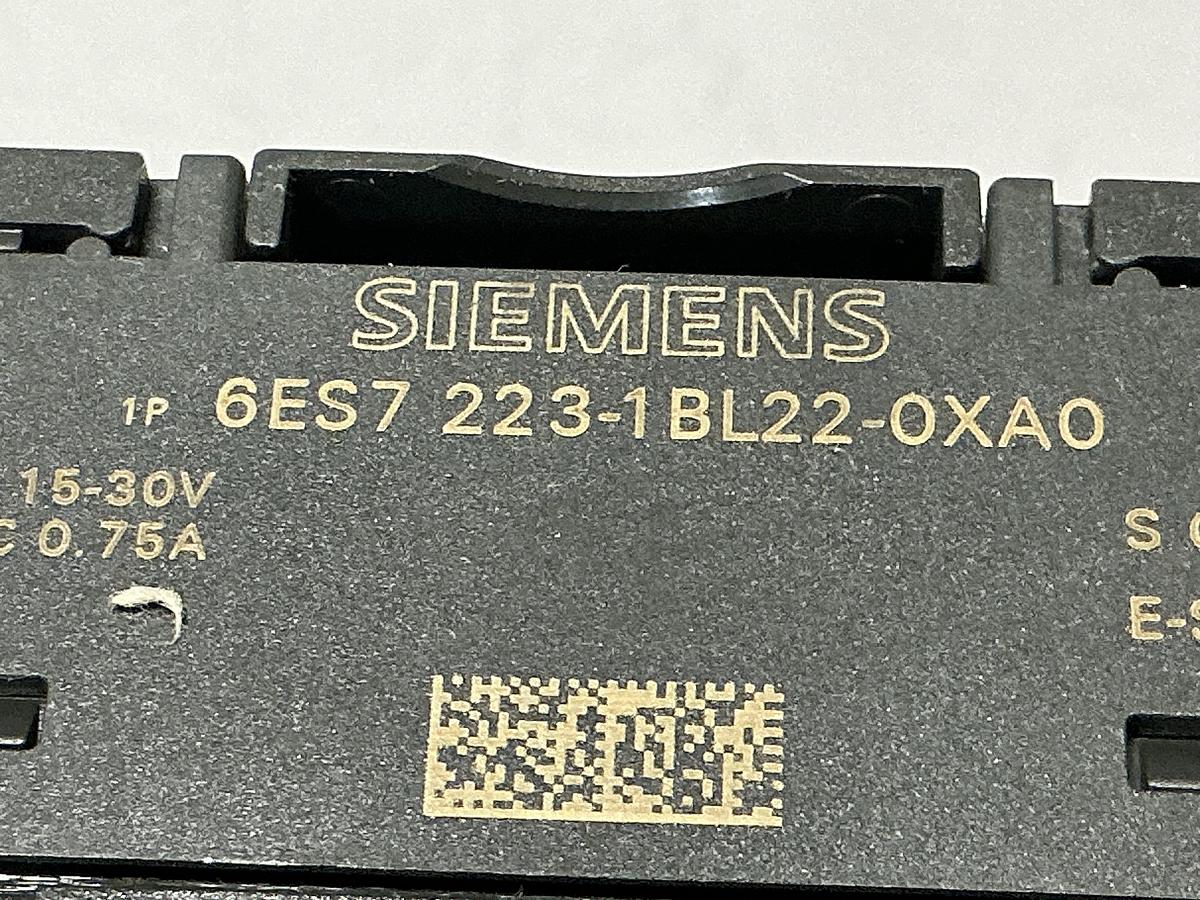 SIEMENS
1P 6ES7 223-1BL22-0XA0
15-30V
0.75A
S